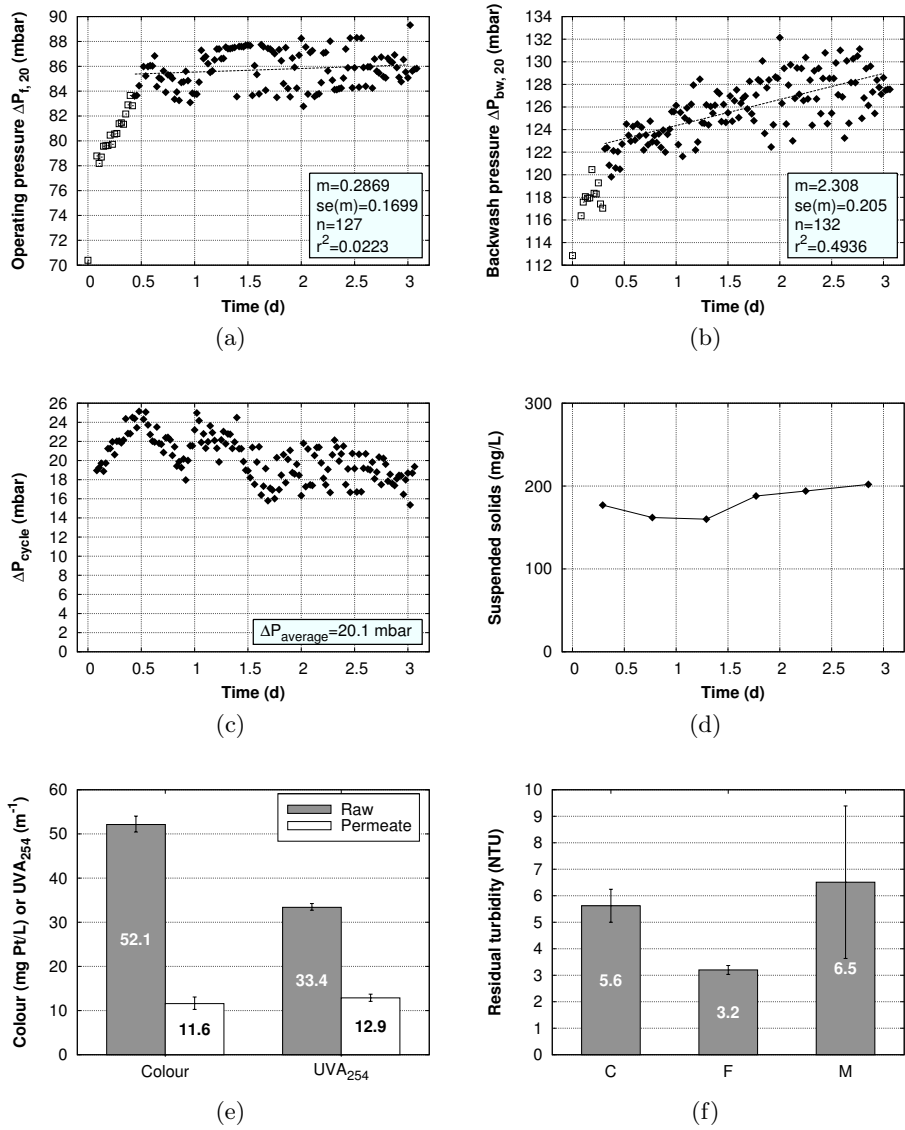 Operating pressure ΔPf, 20 (mbar)
86
84
82
80
78
76
74
72
70
88
90
0 0.5 1 1.5 2 2.5 3
Time (d)
m=0.2869
se(m)=0.1699
n=127
r²=0.0223
(a)
Backwash pressure ΔPbw, 20 (mbar)
134
132
130
128
126
124
122
120
118
116
114
112
0 0.5 1 1.5 2 2.5 3
Time (d)
m=2.308
se(m)=0.205
n=132
r²=0.4936
(b)
ΔPcycle (mbar)
26
24
22
20
18
16
14
12
10
8
6
4
2
0
0 0.5 1 1.5 2 2.5 3
Time (d)
ΔPaverage=20.1 mbar
(c)
Suspended solids (mg/L)
300
200
100
0
0 0.5 1 1.5 2 2.5 3
Time (d)
(d)
Colour (mg Pt/L) or UVA254 (m-1)
60
50
40
30
20
10
0
Raw
Permeate
52.1
11.6
33.4
12.9
Colour UVA254
(e)
Residual turbidity (NTU)
10
9
8
7
6
5
4
3
2
1
0
5.6
3.2
6.5
C F M
(f)